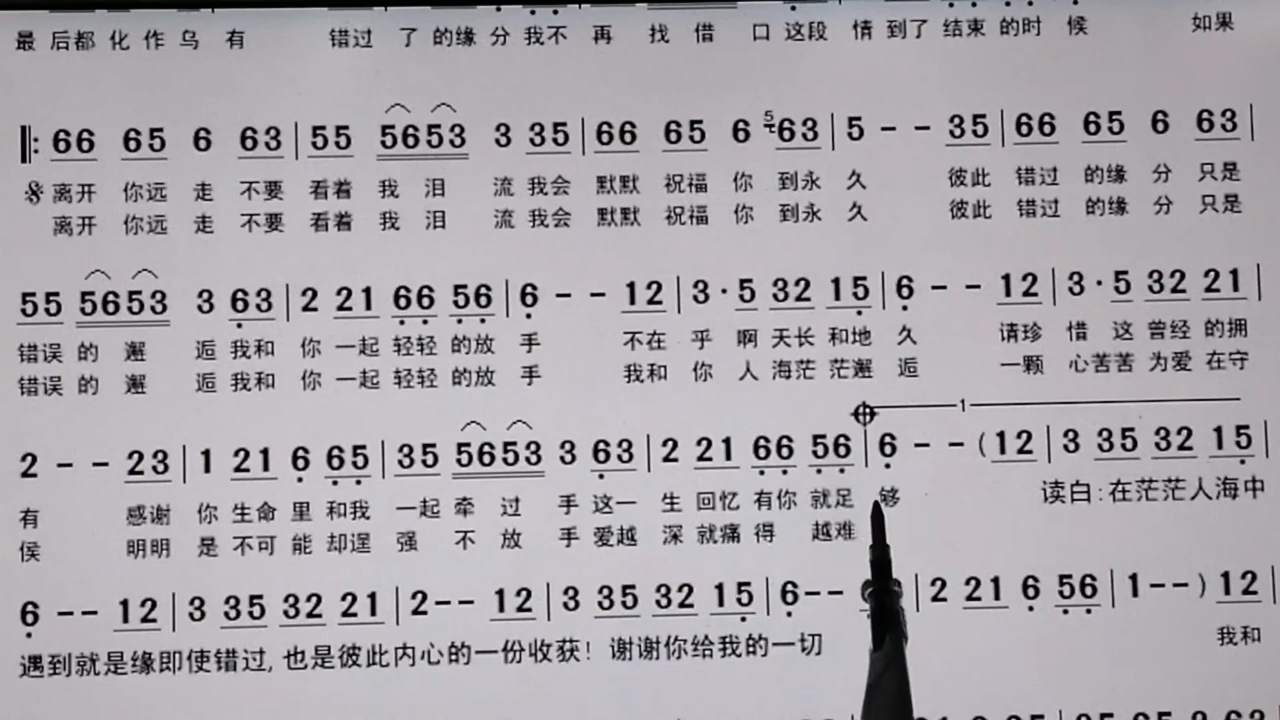 最 后都 化 作 乌 有 错过 了 的缘 分 我不 再 找 借 口 这段 情 到了 结束 的时 候 如果
66 65 6 63 | 55 5653 3 35 | 66 65 6 5 63 | 5 - - 35 | 66 65 6 63 |
离开 你远 走 不要 看着 我 泪 流 我会 默默 祝福 你 到永 久 彼此 错过 的缘 分 只是
离开 你远 走 不要 看着 我 泪 流 我会 默默 祝福 你 到永 久 彼此 错过 的缘 分 只是
55 5653 3 63 | 2 21 66 56 | 6 - - 12 | 3 · 5 32 15 | 6 - - 12 | 3 · 5 32 21 |
错误 的 邂 逅 我和 你 一起 轻轻 的放 手 不在 乎 啊 天长 和地 久 请珍 惜 这 曾经 的拥
错误 的 邂 逅 我和 你 一起 轻轻 的放 手 我和 你 人 海茫 茫邂 逅 一颗 心苦苦 为爱 在守
1
2 - - 23 | 1 21 6 65 | 35 5653 3 63 | 2 21 66 56 | 6 - - (12 | 3 35 32 15 |
有 感谢 你 生命 里 和我 一起 牵 过 手 这一 生 回忆 有你 就足 够 读白:在茫茫人海中
侯 明明 是 不可 能 却逞 强 不 放 手 爱越 深 就痛 得 越难
6 - - 12 | 3 35 32 21 | 2 - - 12 | 3 35 32 15 | 6 - - | 2 21 6 56 | 1 - - ) 12 |
遇到就是缘即使错过,也是彼此内心的一份收获! 谢谢你给我的一切 我和